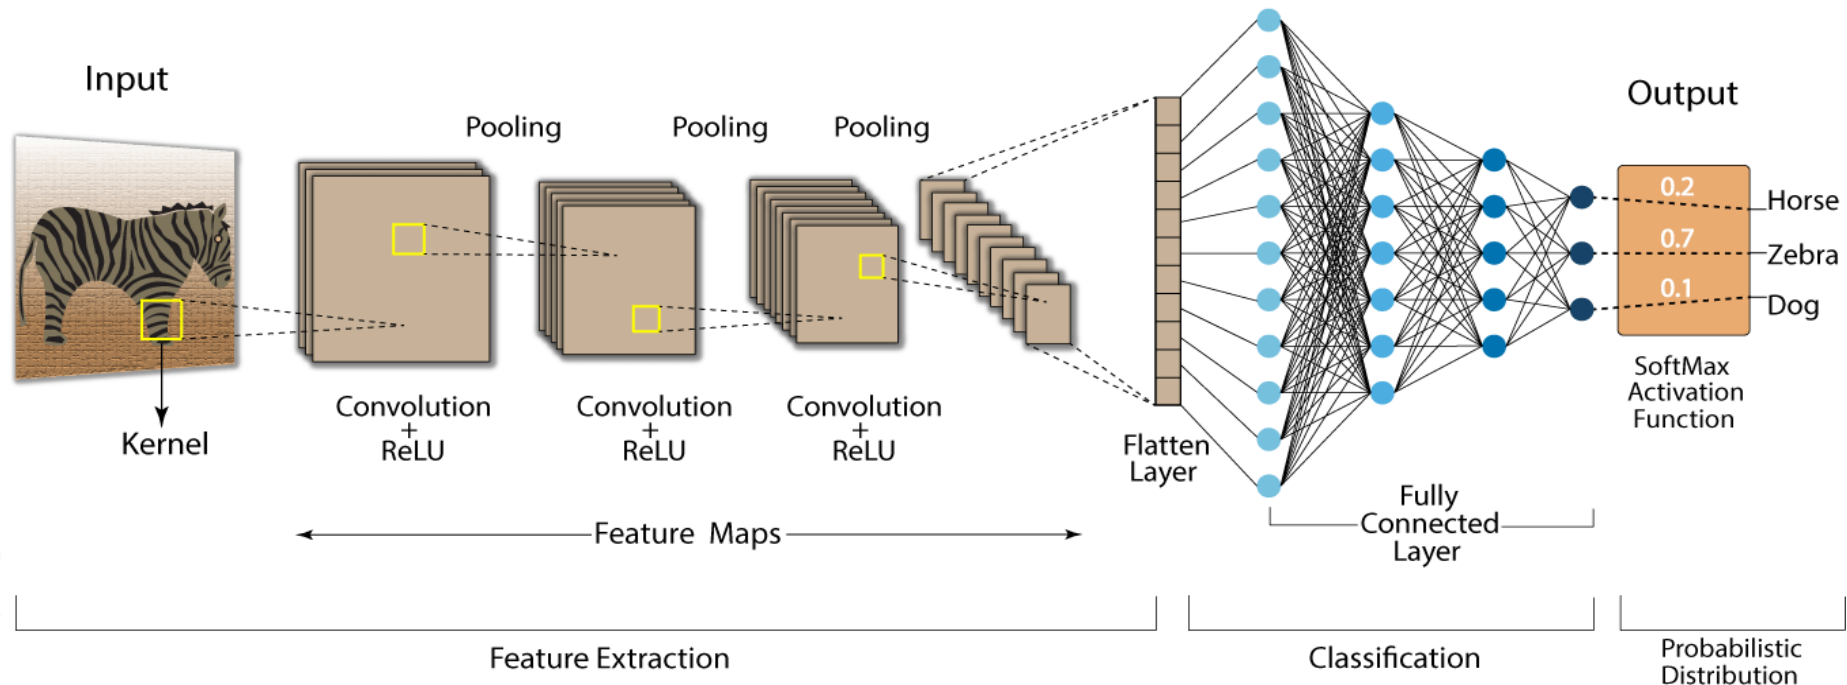 Input
Kernel
Pooling
Pooling
Pooling
Convolution
+
ReLU
Convolution
+
ReLU
Convolution
+
ReLU
Feature Maps
Flatten
Layer
Fully
Connected
Layer
Output
0.2
Horse
0.7
Zebra
0.1
Dog
SoftMax
Activation
Function
Feature Extraction
Classification
Probabilistic
Distribution